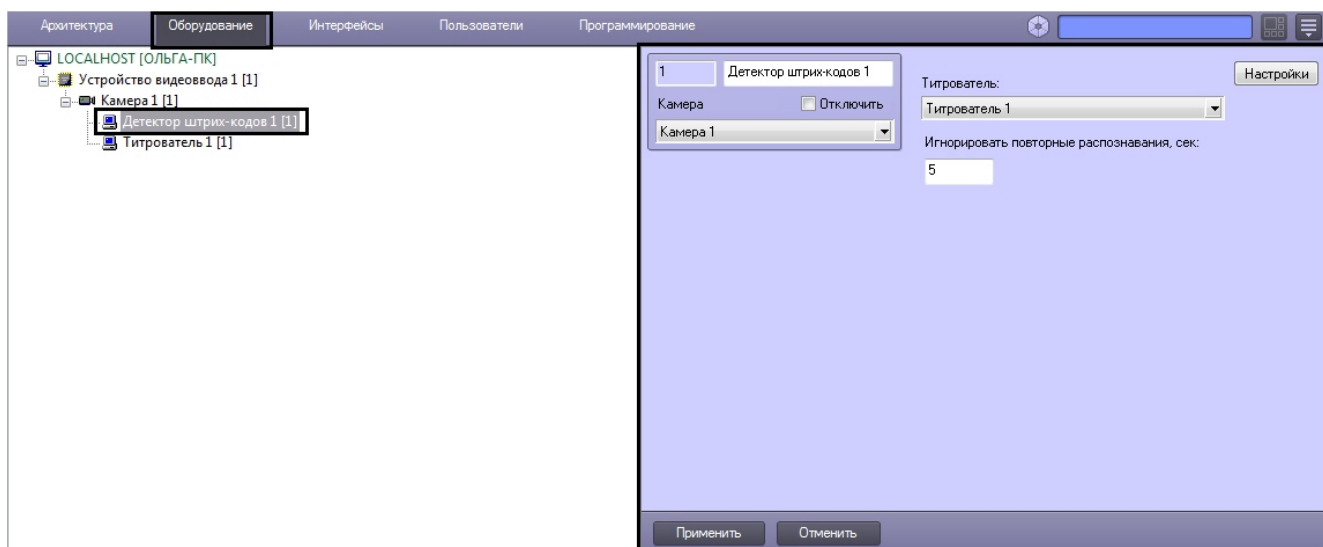 Архитектура Оборудование Интерфейсы Пользователи Программирование
LOCALHOST [ОЛЬГА-ПК]
Устройство видеоввода 1 [1]
Камера 1 [1]
Детектор штрих-кодов 1 [1]
Титрователь 1 [1]
1 Детектор штрих-кодов 1
Камера Отключить
Камера 1
Титрователь:
Титрователь 1
Игнорировать повторные распознавания, сек:
5
Настройки
Применить Отменить